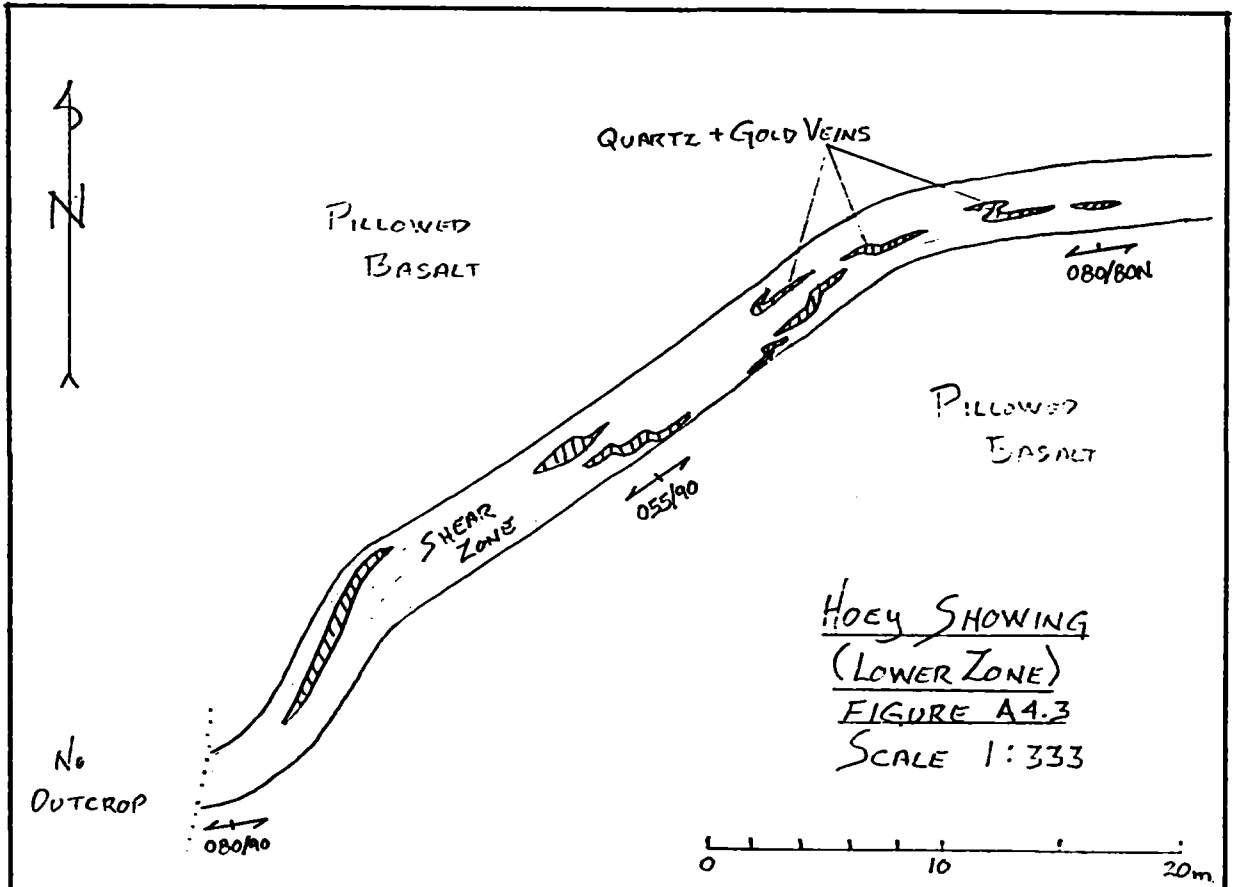 N
QUARTZ + GOLD VEINS
PILLOWED
BASALT
080/80N
PILLOWED
BASALT
055/90
SHEAR
ZONE
HOEY SHOWING
(LOWER ZONE)
FIGURE A4.3
SCALE 1:333
No
OUTCROP
080/90
0 10 20m.